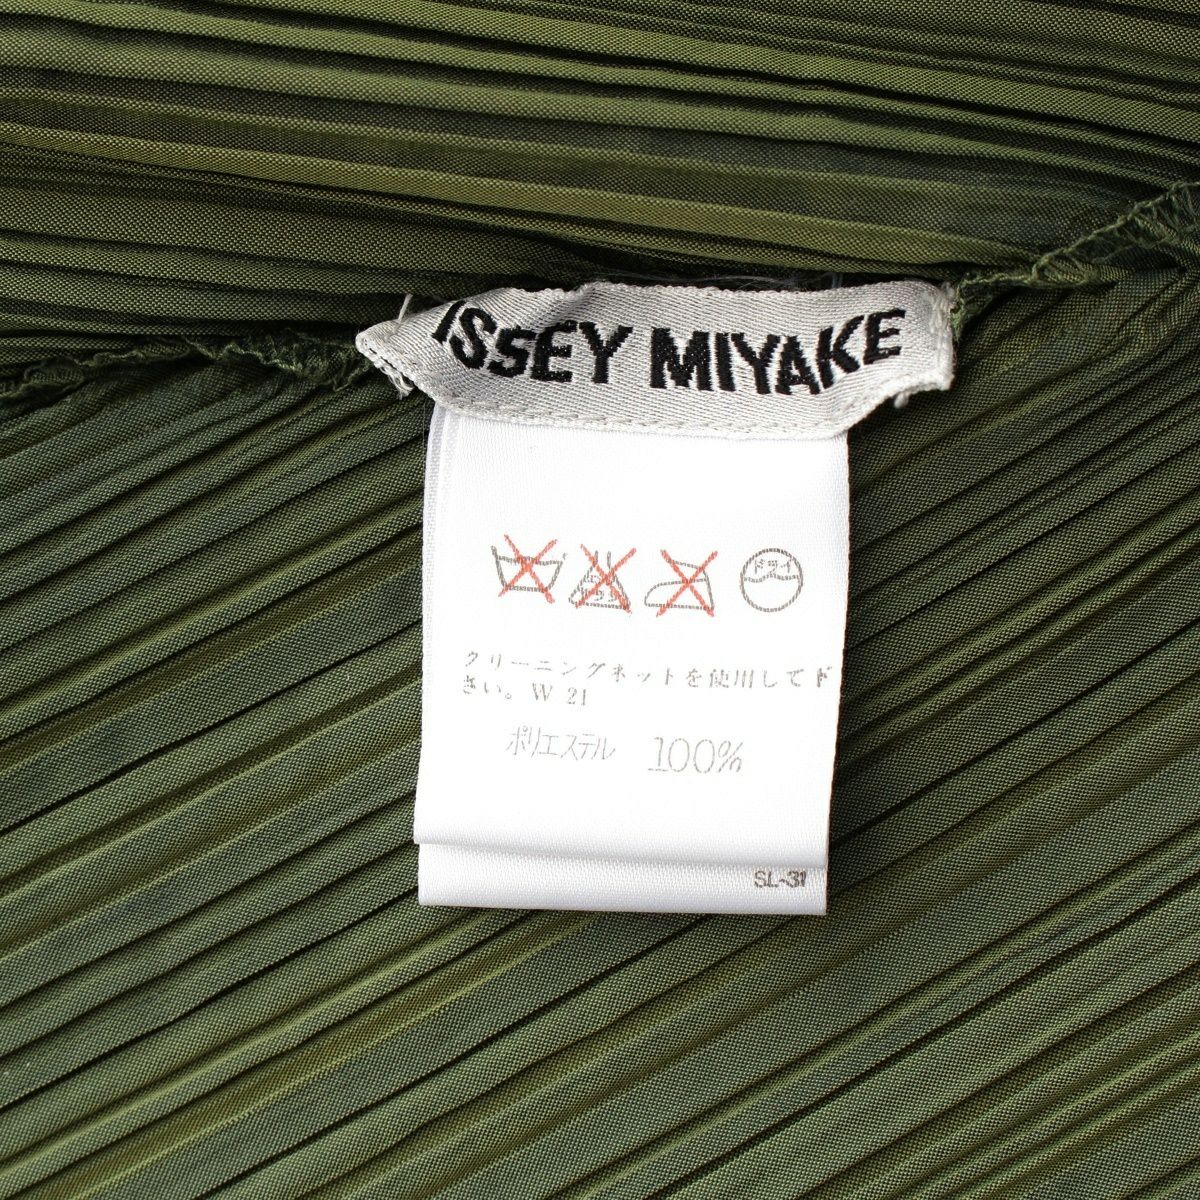 ISSEY MIYAKE
ドライ
クリーニングネットを使用して下
さい。W 21
ポリエステル 100%
SL-31